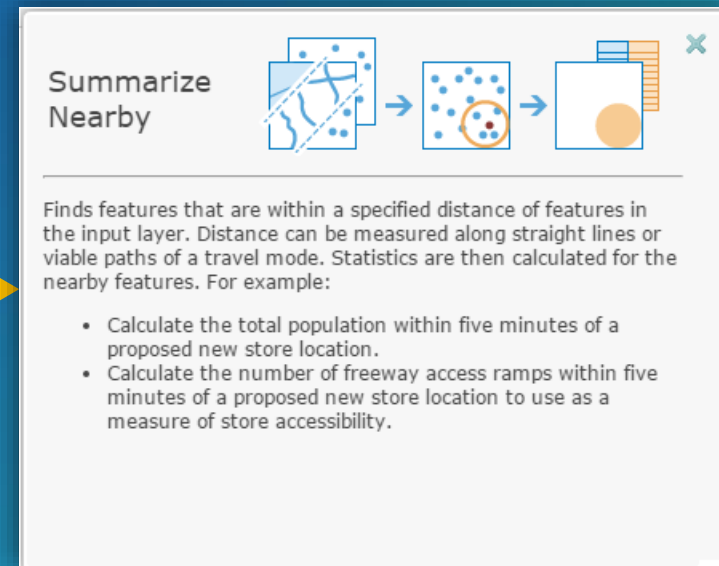 Summarize
Nearby
Finds features that are within a specified distance of features in
the input layer. Distance can be measured along straight lines or
viable paths of a travel mode. Statistics are then calculated for the
nearby features. For example:
• Calculate the total population within five minutes of a
proposed new store location.
• Calculate the number of freeway access ramps within five
minutes of a proposed new store location to use as a
measure of store accessibility.